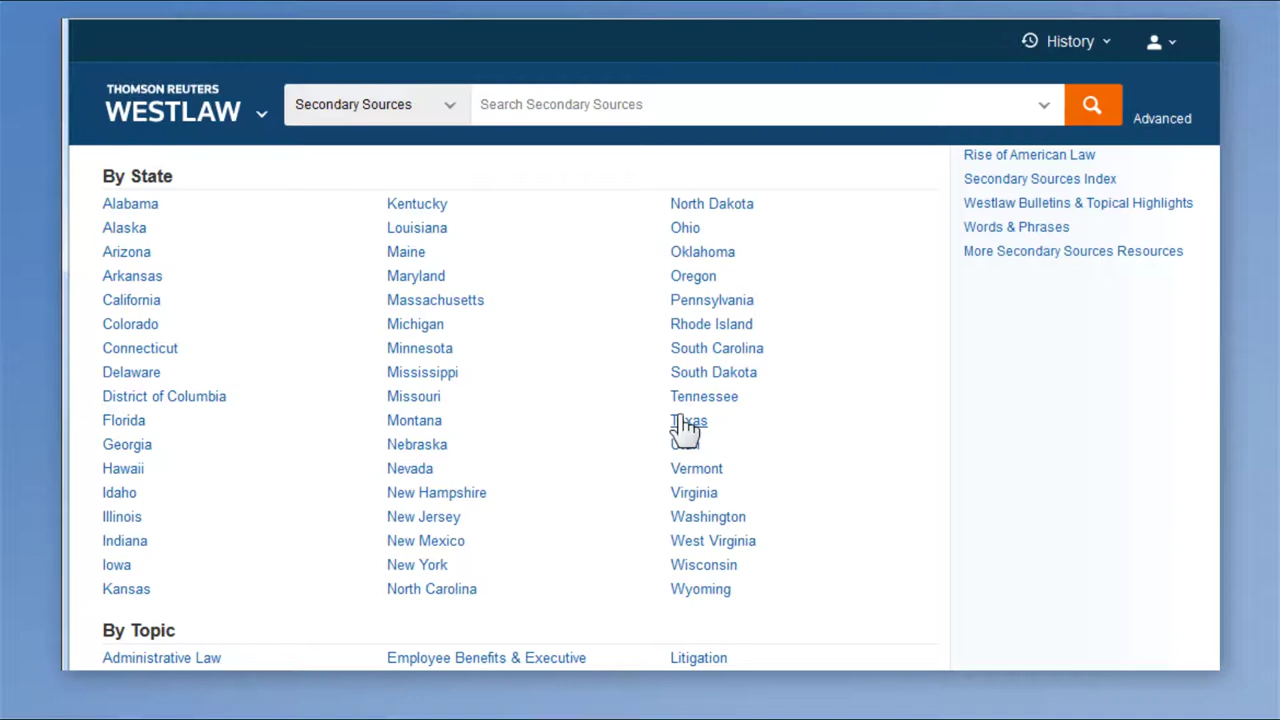 History
THOMSON REUTERS
WESTLAW
Secondary Sources
Search Secondary Sources
Advanced
By State
Alabama
Alaska
Arizona
Arkansas
California
Colorado
Connecticut
Delaware
District of Columbia
Florida
Georgia
Hawaii
Idaho
Illinois
Indiana
Iowa
Kansas
Kentucky
Louisiana
Maine
Maryland
Massachusetts
Michigan
Minnesota
Mississippi
Missouri
Montana
Nebraska
Nevada
New Hampshire
New Jersey
New Mexico
New York
North Carolina
North Dakota
Ohio
Oklahoma
Oregon
Pennsylvania
Rhode Island
South Carolina
South Dakota
Tennessee
Texas
Utah
Vermont
Virginia
Washington
West Virginia
Wisconsin
Wyoming
By Topic
Administrative Law
Employee Benefits & Executive
Litigation
Rise of American Law
Secondary Sources Index
Westlaw Bulletins & Topical Highlights
Words & Phrases
More Secondary Sources Resources